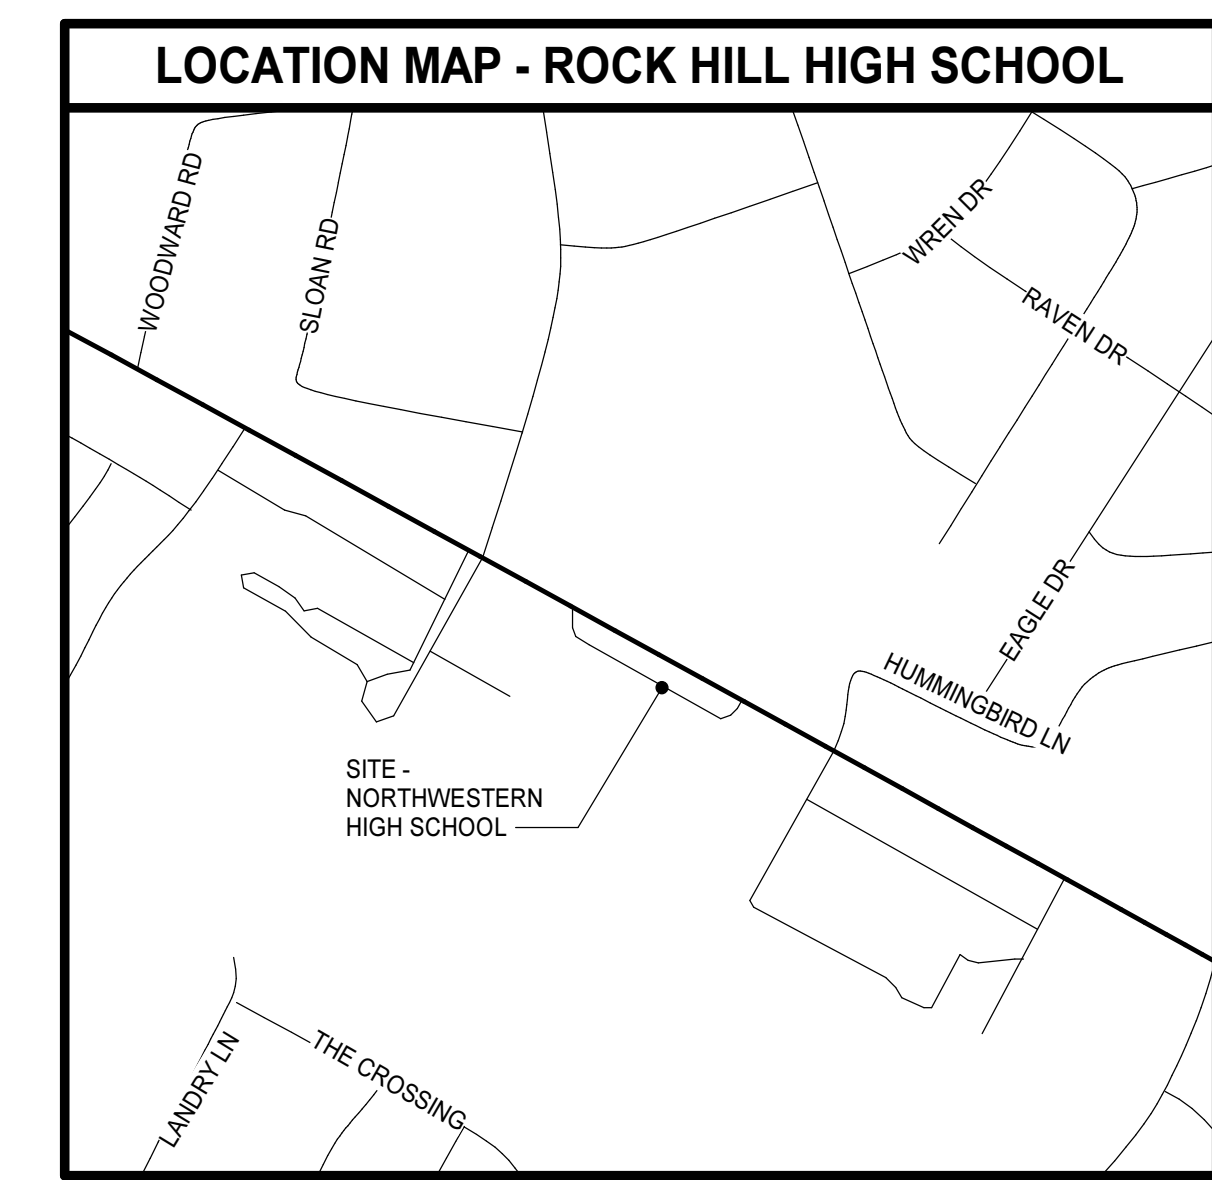 LOCATION MAP - ROCK HILL HIGH SCHOOL
WOODWARD RD
SLOAN RD
WREN DR
RAVEN DR
EAGLE DR
HUMMINGBIRD LN
SITE -
NORTHWESTERN
HIGH SCHOOL
LANDRY LN
THE CROSSING